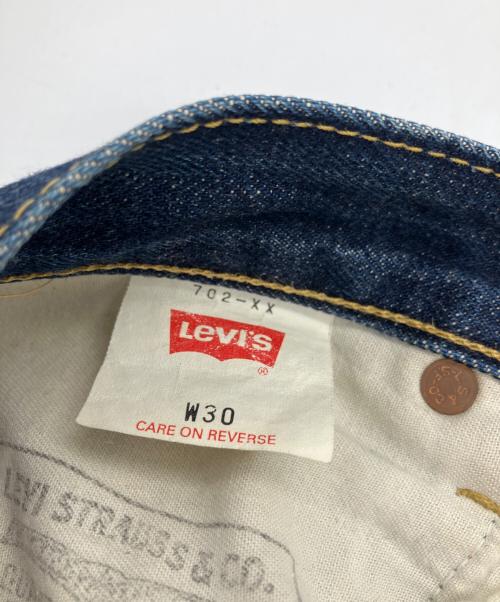 702-XX
Levi's
®
W30
CARE ON REVERSE
LEVI STRAUSS & CO.